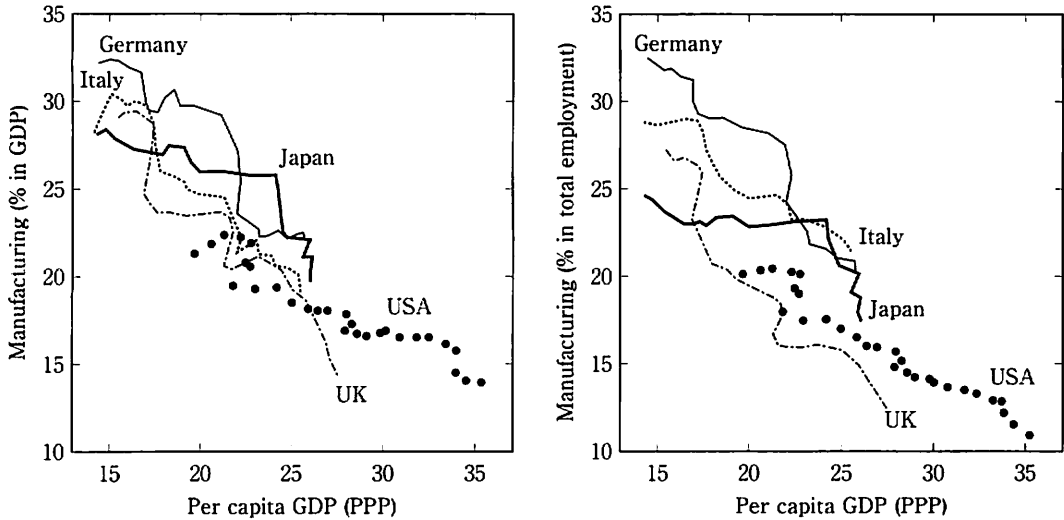 Manufacturing (% in GDP)
35
30
25
20
15
10
Germany
Italy
Japan
USA
UK
15
20
25
30
35
Per capita GDP (PPP)
Manufacturing (% in total employment)
35
30
25
20
15
10
Germany
Italy
Japan
USA
UK
15
20
25
30
35
Per capita GDP (PPP)